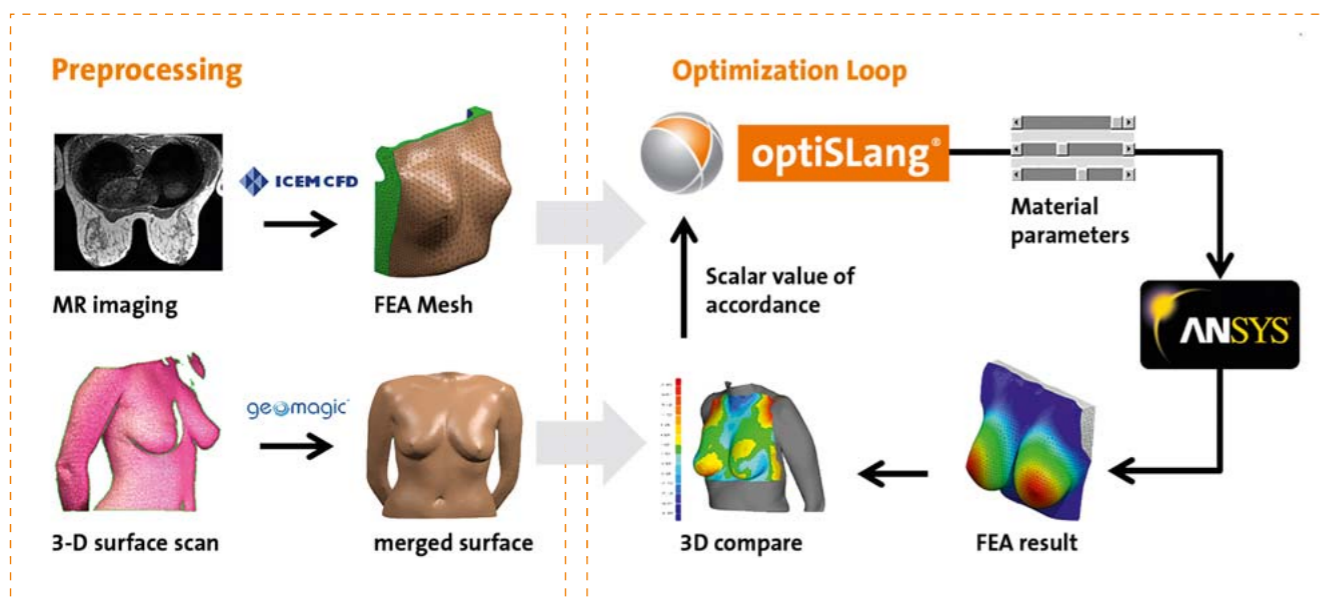 Preprocessing
ICEM CFD
MR imaging
FEA Mesh
geomagic
3-D surface scan
merged surface
Optimization Loop
optiSLang®
Material
parameters
Scalar value of
accordance
ANSYS
3D compare
FEA result